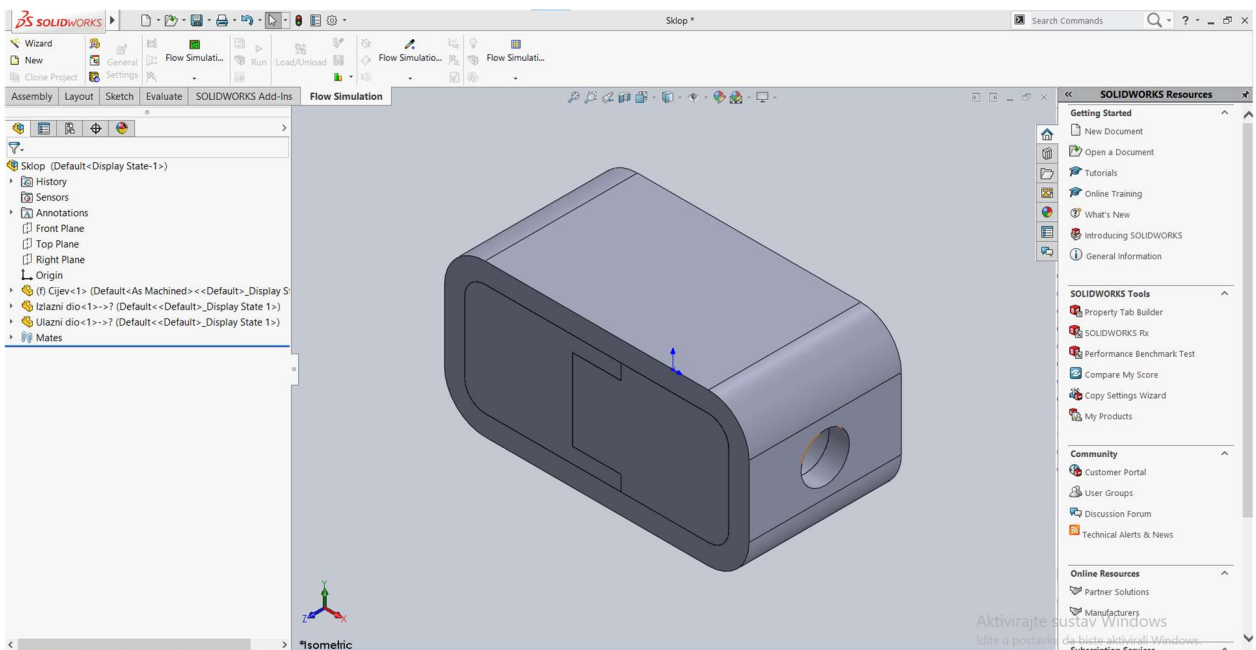 SOLIDWORKS
Sklop *
Search Commands
?
Wizard
New
Clone Project
General
Settings
Flow Simulati...
Run
Load/Unload
Flow Simulatio...
Flow Simulati...
Assembly
Layout
Sketch
Evaluate
SOLIDWORKS Add-Ins
Flow Simulation
Sklop (Default<Display State-1>)
History
Sensors
Annotations
Front Plane
Top Plane
Right Plane
Origin
(f) Cijev<1> (Default<As Machined><<Default>_Display S
Izlazni dio<1>->? (Default<<Default>_Display State 1>)
Ulazni dio<1>->? (Default<<Default>_Display State 1>)
Mates
Y
Z
X
*Isometric
SOLIDWORKS Resources
Getting Started
New Document
Open a Document
Tutorials
Online Training
What's New
Introducing SOLIDWORKS
General Information
SOLIDWORKS Tools
Property Tab Builder
SOLIDWORKS Rx
Performance Benchmark Test
Compare My Score
Copy Settings Wizard
My Products
Community
Customer Portal
User Groups
Discussion Forum
Technical Alerts & News
Online Resources
Partner Solutions
Manufacturers
Aktivirajte sustav Windows
Idite u postavke da biste aktivirali Windows.
Subscription Services